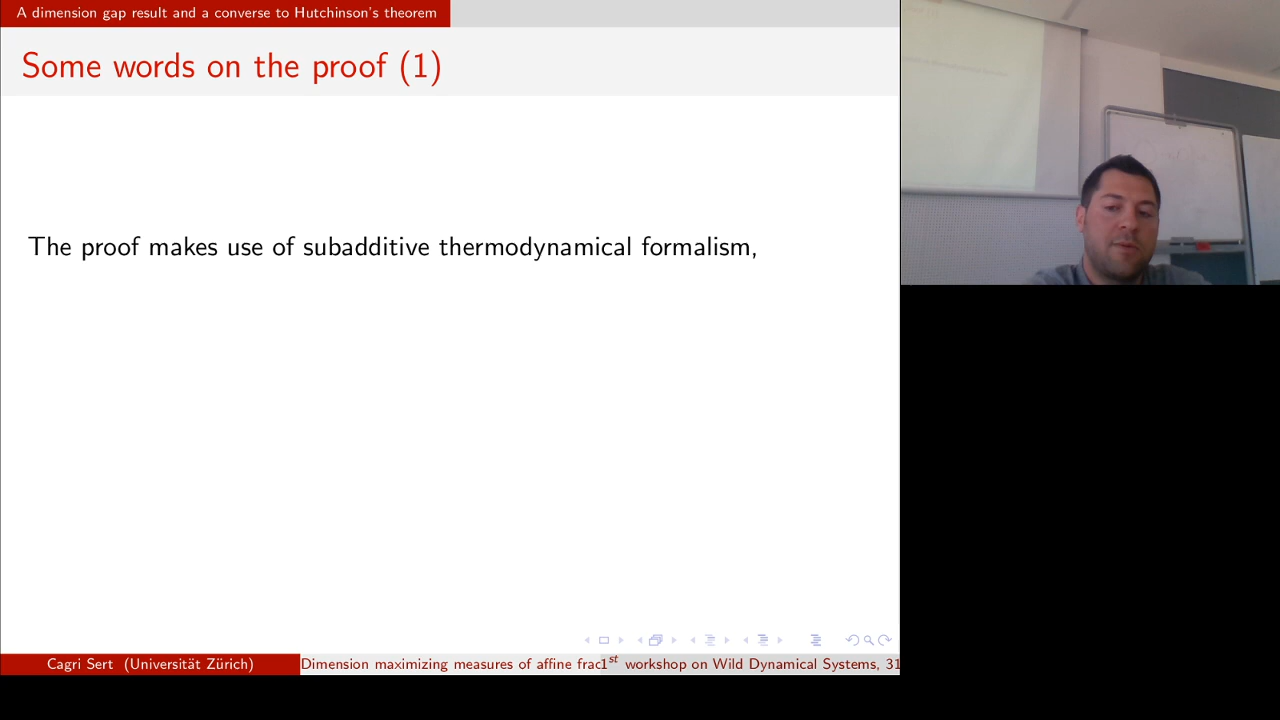 A dimension gap result and a converse to Hutchinson's theorem
Some words on the proof (1)
The proof makes use of subadditive thermodynamical formalism,
Cagri Sert (Universität Zürich)
Dimension maximizing measures of affine frac
1st workshop on Wild Dynamical Systems, 31